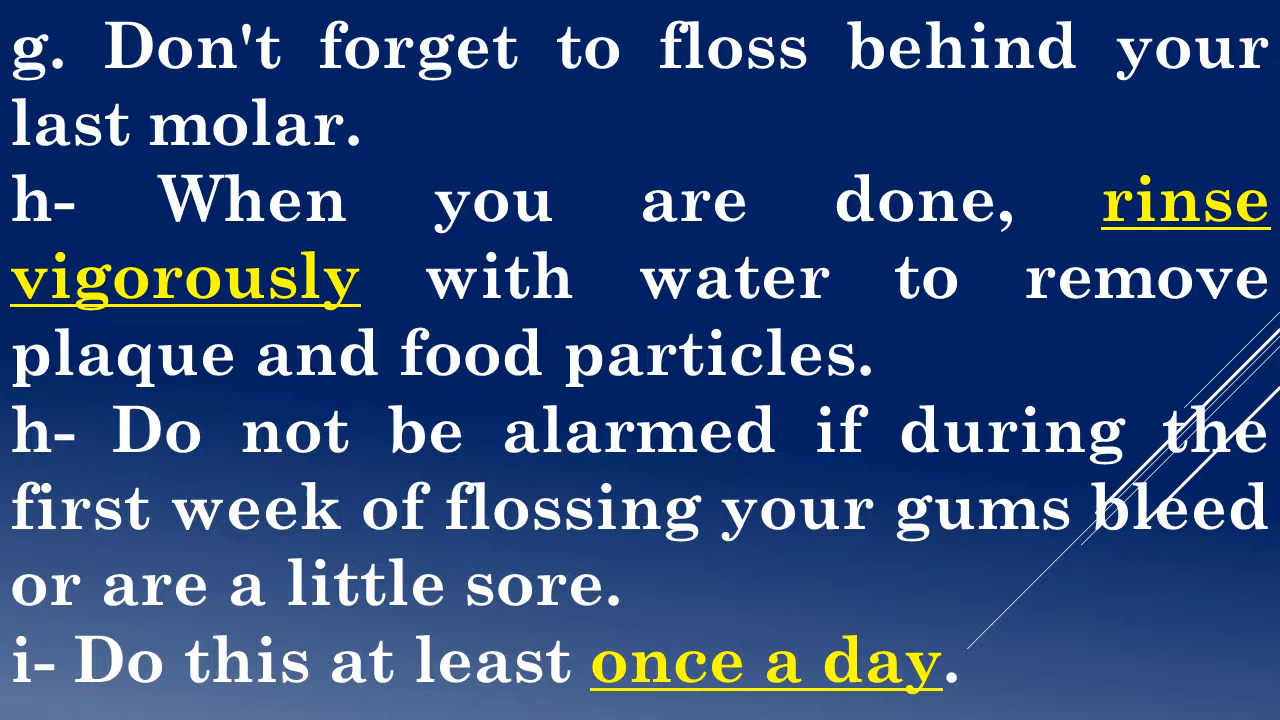 g. Don't forget to floss behind your
last molar.
h- When you are done, rinse
vigorously with water to remove
plaque and food particles.
h- Do not be alarmed if during the
first week of flossing your gums bleed
or are a little sore.
i- Do this at least once a day.